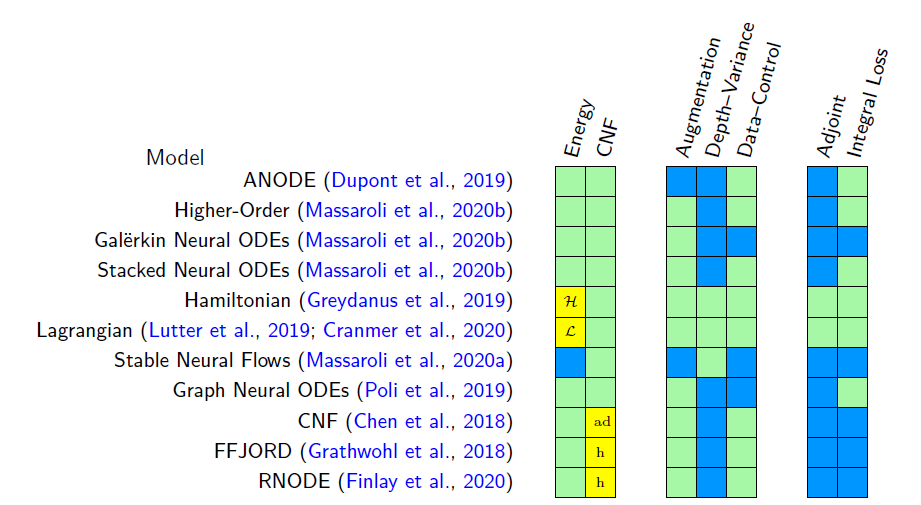 Energy
CNF
Augmentation
Depth–Variance
Data–Control
Adjoint
Integral Loss
Model
ANODE (Dupont et al., 2019)
Higher-Order (Massaroli et al., 2020b)
Galërkin Neural ODEs (Massaroli et al., 2020b)
Stacked Neural ODEs (Massaroli et al., 2020b)
Hamiltonian (Greydanus et al., 2019) ℋ
Lagrangian (Lutter et al., 2019; Cranmer et al., 2020) ℒ
Stable Neural Flows (Massaroli et al., 2020a)
Graph Neural ODEs (Poli et al., 2019)
CNF (Chen et al., 2018) ad
FFJORD (Grathwohl et al., 2018) h
RNODE (Finlay et al., 2020) h